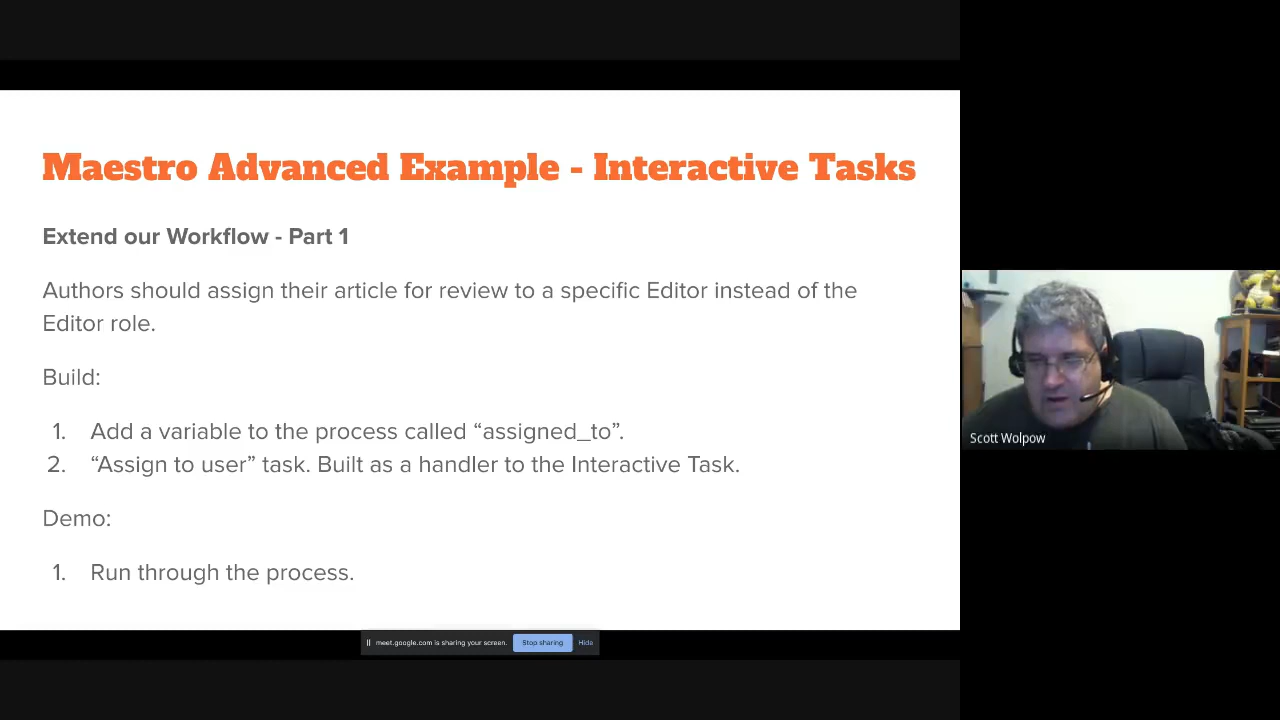 Maestro Advanced Example - Interactive Tasks
Extend our Workflow - Part 1
Authors should assign their article for review to a specific Editor instead of the
Editor role.
Build:
1. Add a variable to the process called “assigned_to”.
2. “Assign to user” task. Built as a handler to the Interactive Task.
Demo:
1. Run through the process.
Scott Wolpow
meet.google.com is sharing your screen. Stop sharing Hide